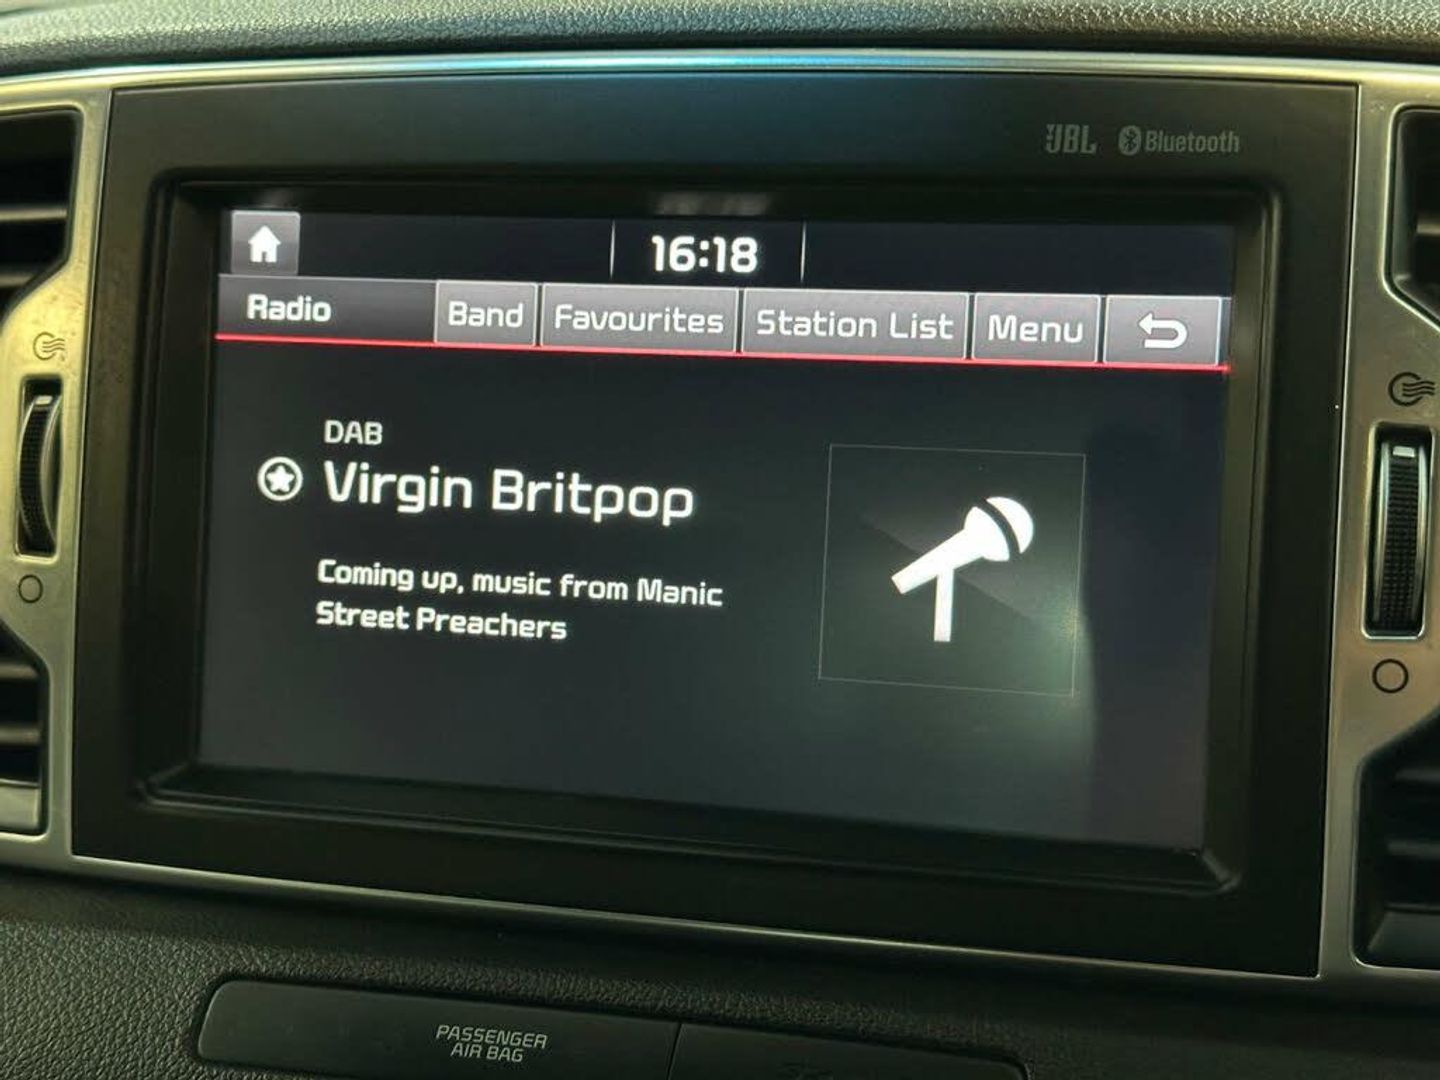 JBL Bluetooth
16:18
Radio Band Favourites Station List Menu
DAB
Virgin Britpop
Coming up, music from Manic
Street Preachers
PASSENGER
AIR BAG